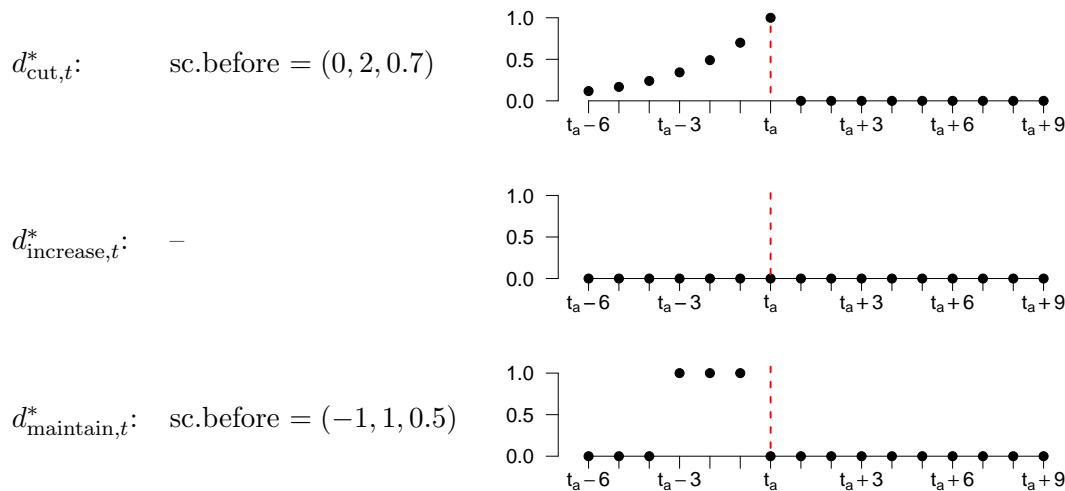 1.0
d*cut,t: sc.before = (0, 2, 0.7) 0.5
0.0
ta−6 ta−3 ta ta+3 ta+6 ta+9
1.0
d*increase,t: – 0.5
0.0
ta−6 ta−3 ta ta+3 ta+6 ta+9
1.0
d*maintain,t: sc.before = (−1, 1, 0.5) 0.5
0.0
ta−6 ta−3 ta ta+3 ta+6 ta+9